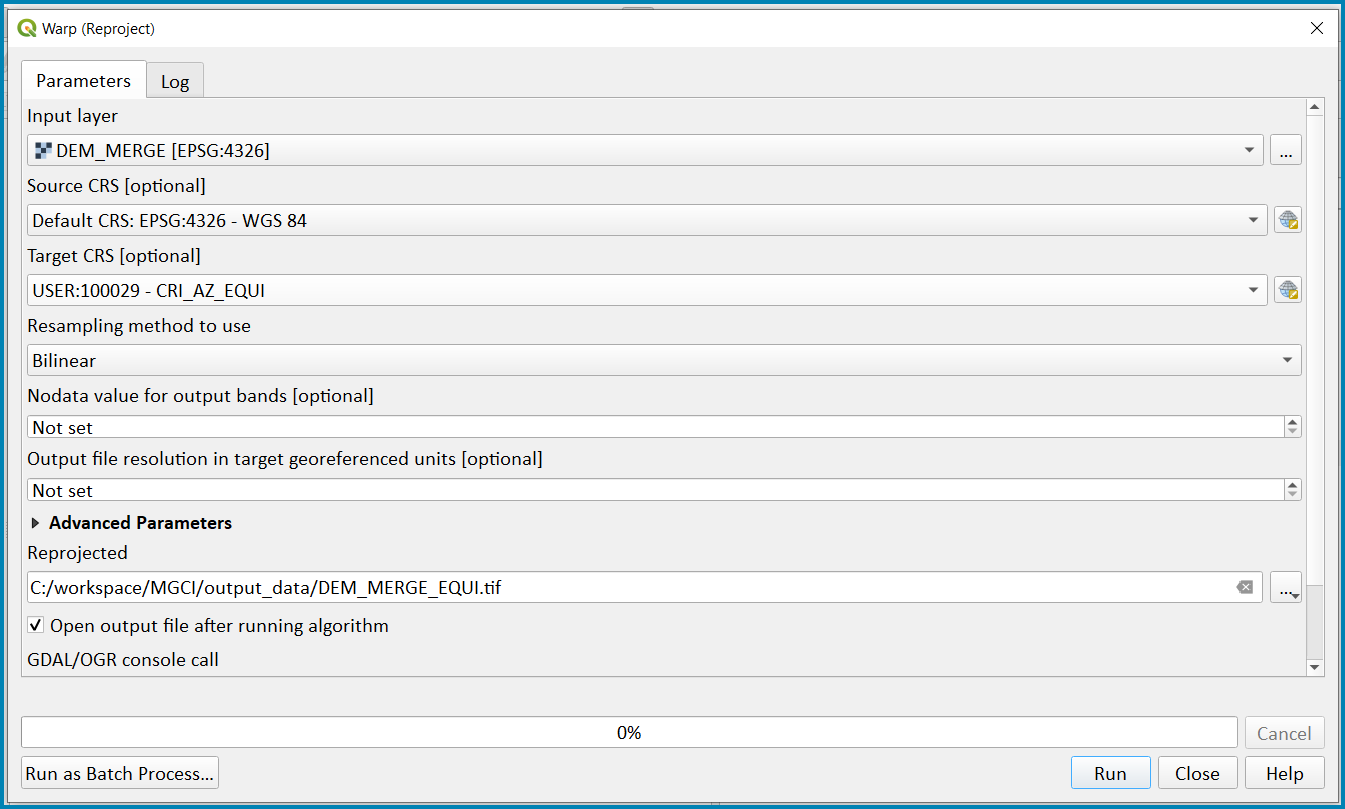 Warp (Reproject)
Parameters
Log
Input layer
DEM_MERGE [EPSG:4326]
...
Source CRS [optional]
Default CRS: EPSG:4326 - WGS 84
Target CRS [optional]
USER:100029 - CRI_AZ_EQUI
Resampling method to use
Bilinear
Nodata value for output bands [optional]
Not set
Output file resolution in target georeferenced units [optional]
Not set
Advanced Parameters
Reprojected
C:/workspace/MGCI/output_data/DEM_MERGE_EQUI.tif
...
Open output file after running algorithm
GDAL/OGR console call
0%
Cancel
Run as Batch Process...
Run
Close
Help